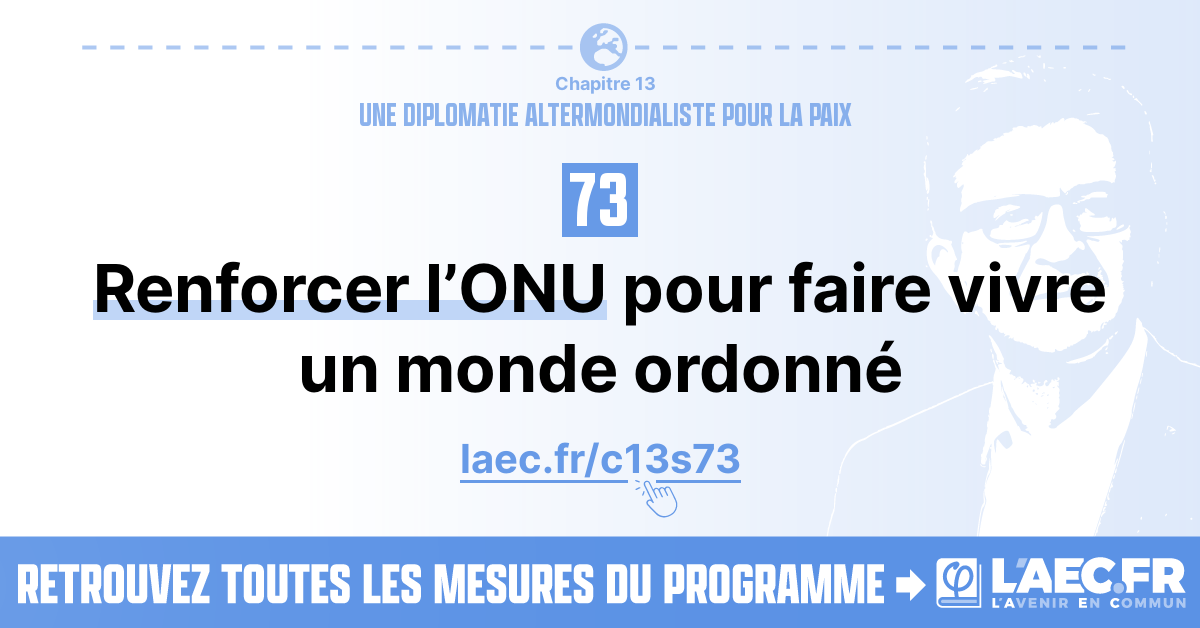 Chapitre 13
UNE DIPLOMATIE ALTERMONDIALISTE POUR LA PAIX
73
Renforcer l’ONU pour faire vivre
un monde ordonné
laec.fr/c13s73
RETROUVEZ TOUTES LES MESURES DU PROGRAMME
φ
L'AEC.FR
L'AVENIR EN COMMUN